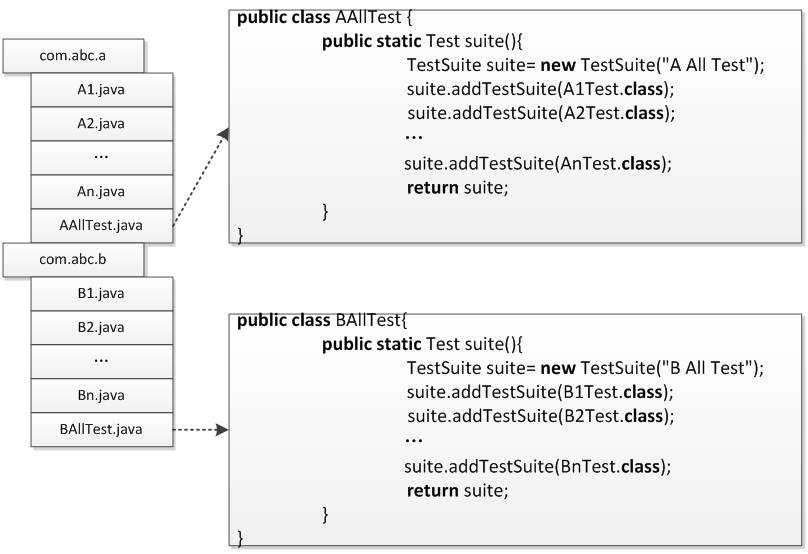 com.abc.a
A1.java
A2.java
...
An.java
AAllTest.java
com.abc.b
B1.java
B2.java
...
Bn.java
BAllTest.java
public class AAllTest {
public static Test suite(){
TestSuite suite= new TestSuite("A All Test");
suite.addTestSuite(A1Test.class);
suite.addTestSuite(A2Test.class);
...
suite.addTestSuite(AnTest.class);
return suite;
}
}
public class BAllTest{
public static Test suite(){
TestSuite suite= new TestSuite("B All Test");
suite.addTestSuite(B1Test.class);
suite.addTestSuite(B2Test.class);
...
suite.addTestSuite(BnTest.class);
return suite;
}
}